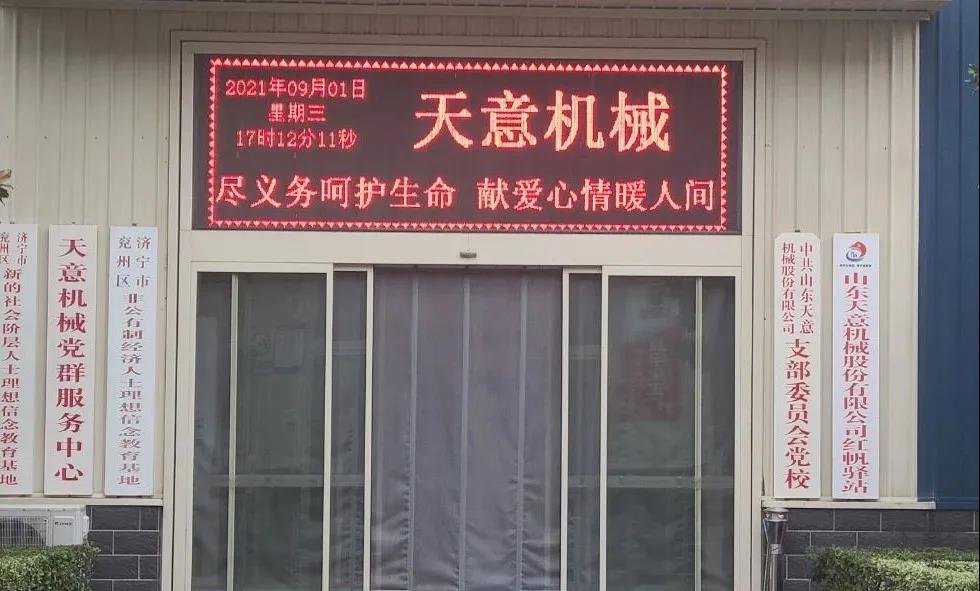 2021年09月01日
星期三
17时12分11秒
天意机械
尽义务呵护生命 献爱心情暖人间
济宁市
兖州区
新的社会阶层人士理想信念教育基地
天意机械党群服务中心
济宁市
兖州区
非公有制经济人士理想信念教育基地
中共山东天意
机械股份有限公司
支部委员会党校
山东天意机械股份有限公司红帆驿站